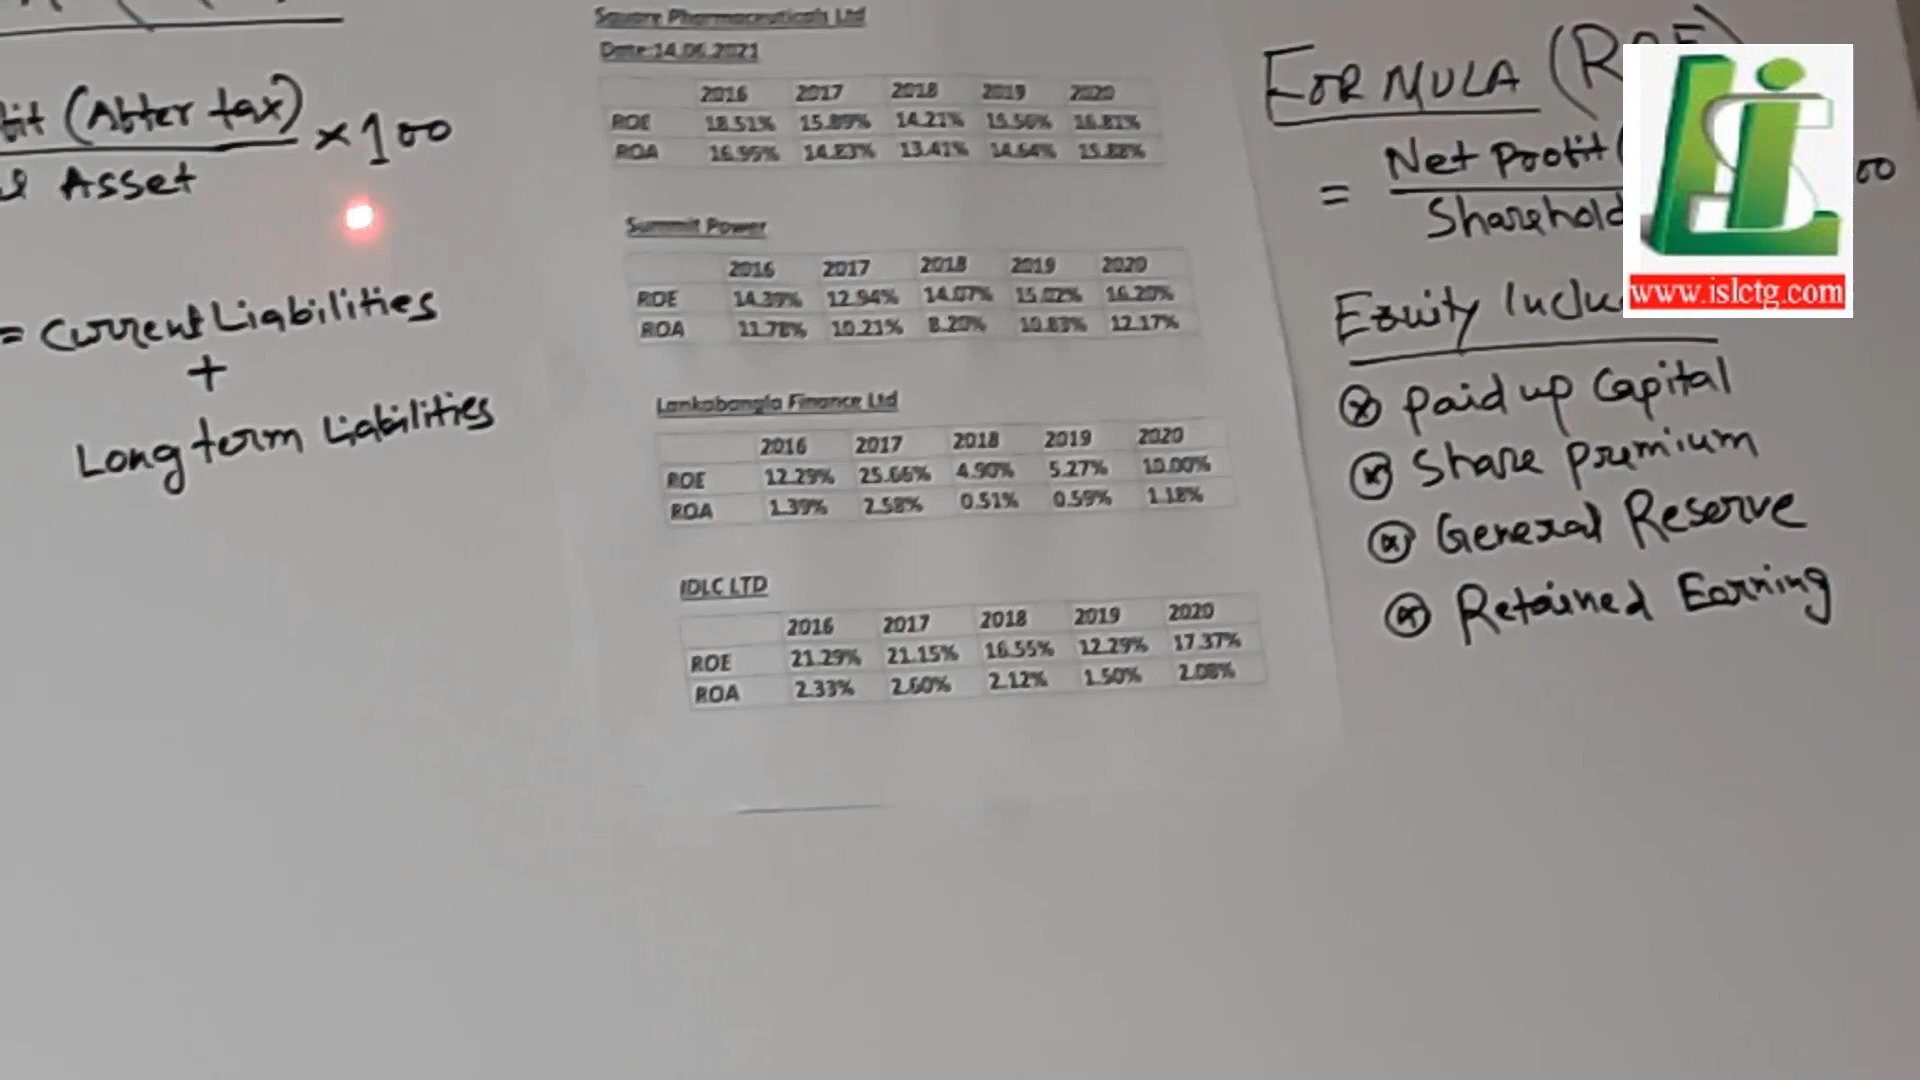 (After tax)
× 100
Asset
= Current Liabilities
+
Long term Liabilities
Square Pharmaceuticals Ltd
Date:14.06.2021
2016 2017 2018 2019 2020
ROE 18.51% 15.89% 14.21% 15.56% 16.81%
ROA 16.95% 14.83% 13.41% 14.64% 15.88%
Summit Power
2016 2017 2018 2019 2020
ROE 14.39% 12.94% 14.07% 15.02% 16.20%
ROA 11.78% 10.21% 8.20% 10.83% 12.17%
Lankabangla Finance Ltd
2016 2017 2018 2019 2020
ROE 12.29% 25.66% 4.90% 5.27% 10.00%
ROA 1.39% 2.58% 0.51% 0.59% 1.18%
IDLC LTD
2016 2017 2018 2019 2020
ROE 21.29% 21.15% 16.55% 12.29% 17.37%
ROA 2.33% 2.60% 2.12% 1.50% 2.08%
FORMULA (ROE)
= Net Profit (
Sharehold
Equity Inclu
Paid up Capital
Share premium
General Reserve
Retained Earning
www.islctg.com